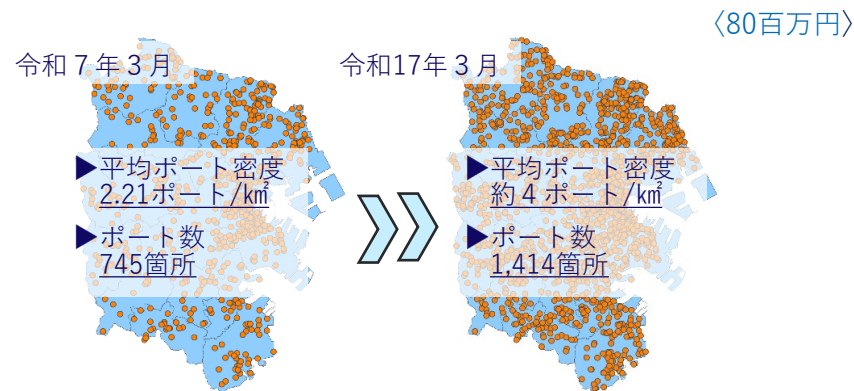 〈80百万円〉
令和７年３月
▶平均ポート密度
2.21ポート/㎢
▶ポート数
745箇所
令和17年３月
▶平均ポート密度
約４ポート/㎢
▶ポート数
1,414箇所